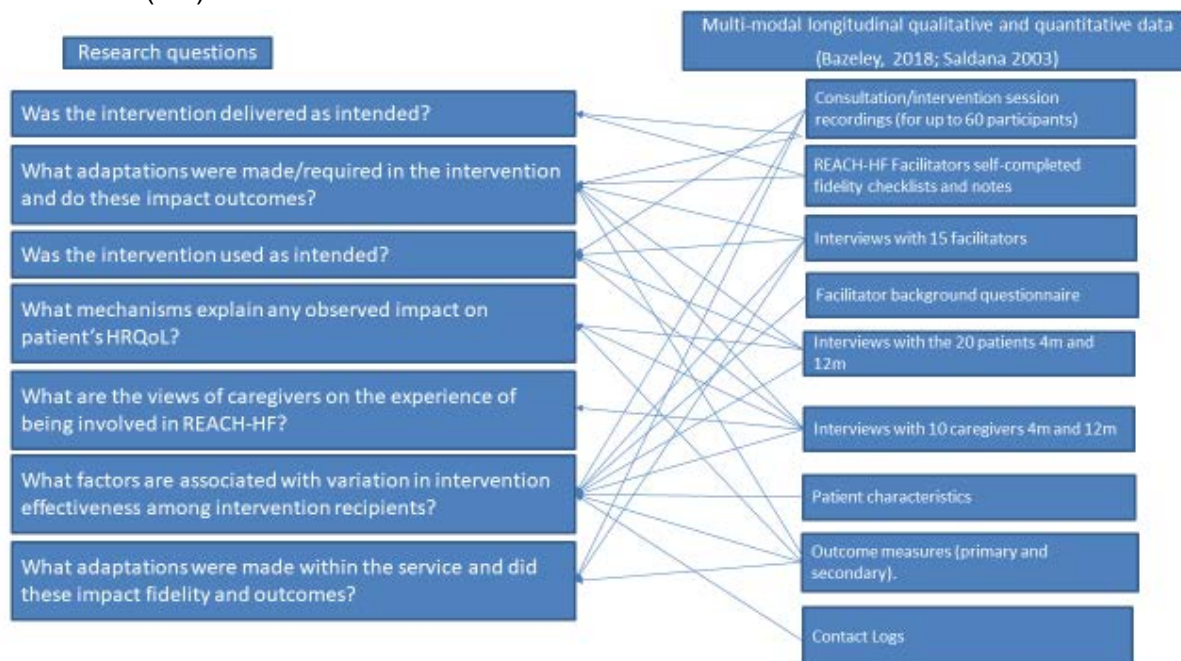 Research questions
Was the intervention delivered as intended?
What adaptations were made/required in the intervention
and do these impact outcomes?
Was the intervention used as intended?
What mechanisms explain any observed impact on
patient's HRQoL?
What are the views of caregivers on the experience of
being involved in REACH-HF?
What factors are associated with variation in intervention
effectiveness among intervention recipients?
What adaptations were made within the service and did
these impact fidelity and outcomes?
Multi-modal longitudinal qualitative and quantitative data
(Bazeley, 2018; Saldana 2003)
Consultation/intervention session
recordings (for up to 60 participants)
REACH-HF Facilitators self-completed
fidelity checklists and notes
Interviews with 15 facilitators
Facilitator background questionnaire
Interviews with the 20 patients 4m and
12m
Interviews with 10 caregivers 4m and 12m
Patient characteristics
Outcome measures (primary and
secondary).
Contact Logs